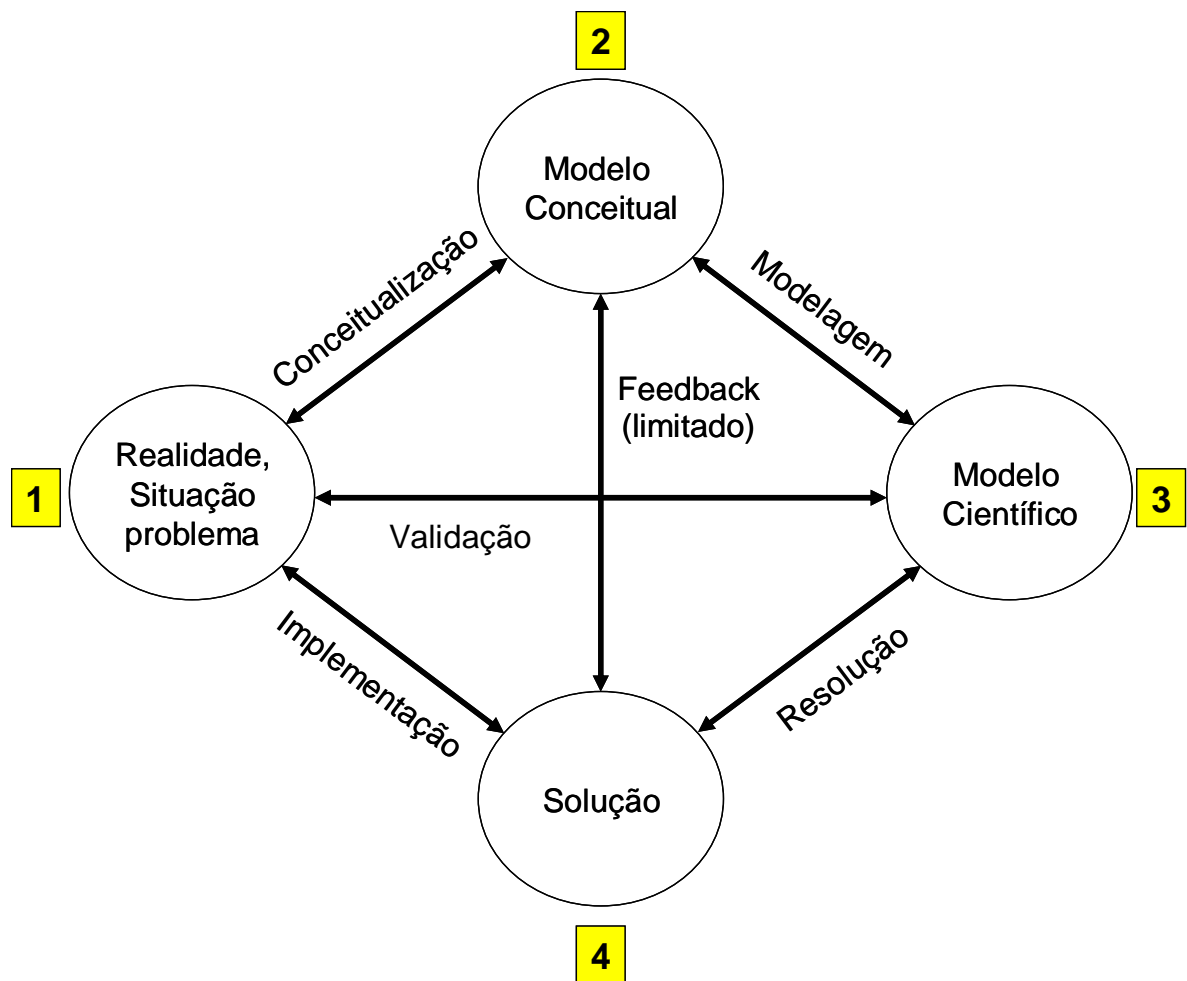 2
Modelo
Conceitual
Conceitualização
Modelagem
Feedback
(limitado)
1
Realidade,
Situação
problema
Validação
Modelo
Científico
3
Implementação
Resolução
Solução
4